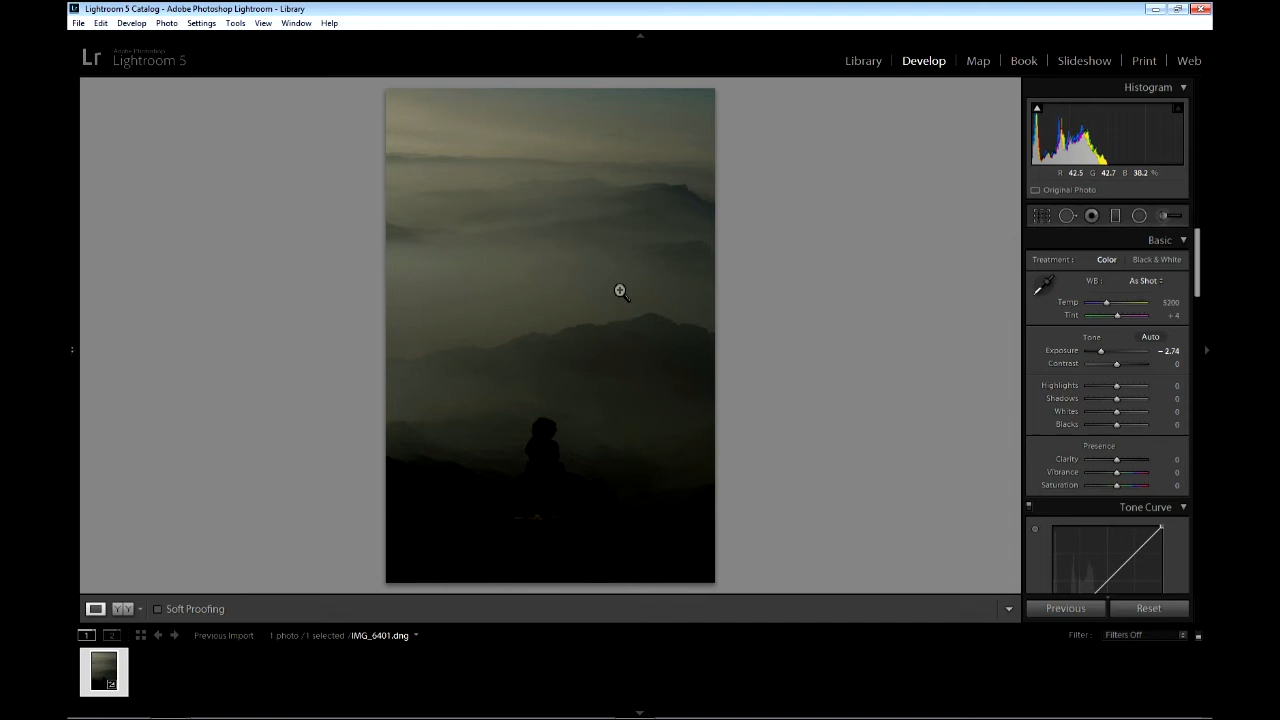 Lightroom 5 Catalog - Adobe Photoshop Lightroom - Library
File Edit Develop Photo Settings Tools View Window Help
Lr Adobe Photoshop
Lightroom 5
Library Develop Map Book Slideshow Print Web
Histogram
R 42.5 G 42.7 B 38.2 %
Original Photo
Basic
Treatment : Color Black & White
WB : As Shot
Temp 5200
Tint + 4
Tone Auto
Exposure - 2.74
Contrast 0
Highlights 0
Shadows 0
Whites 0
Blacks 0
Presence
Clarity 0
Vibrance 0
Saturation 0
Tone Curve
Previous Reset
Y Y Soft Proofing
1 2 Previous Import 1 photo / 1 selected / IMG_6401.dng Filter : Filters Off